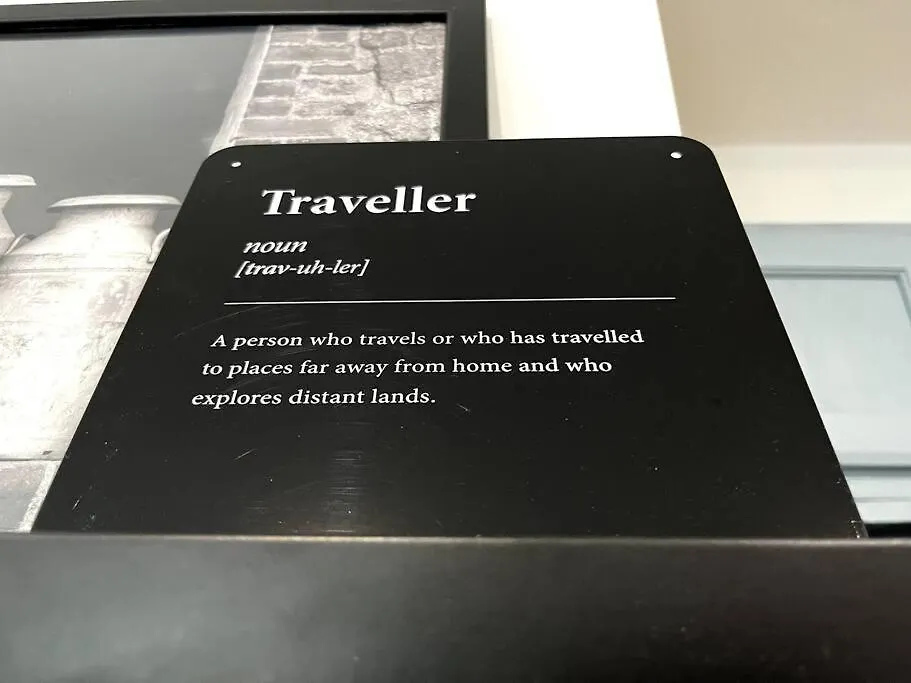 Traveller
noun
[trav-uh-ler]
A person who travels or who has travelled
to places far away from home and who
explores distant lands.